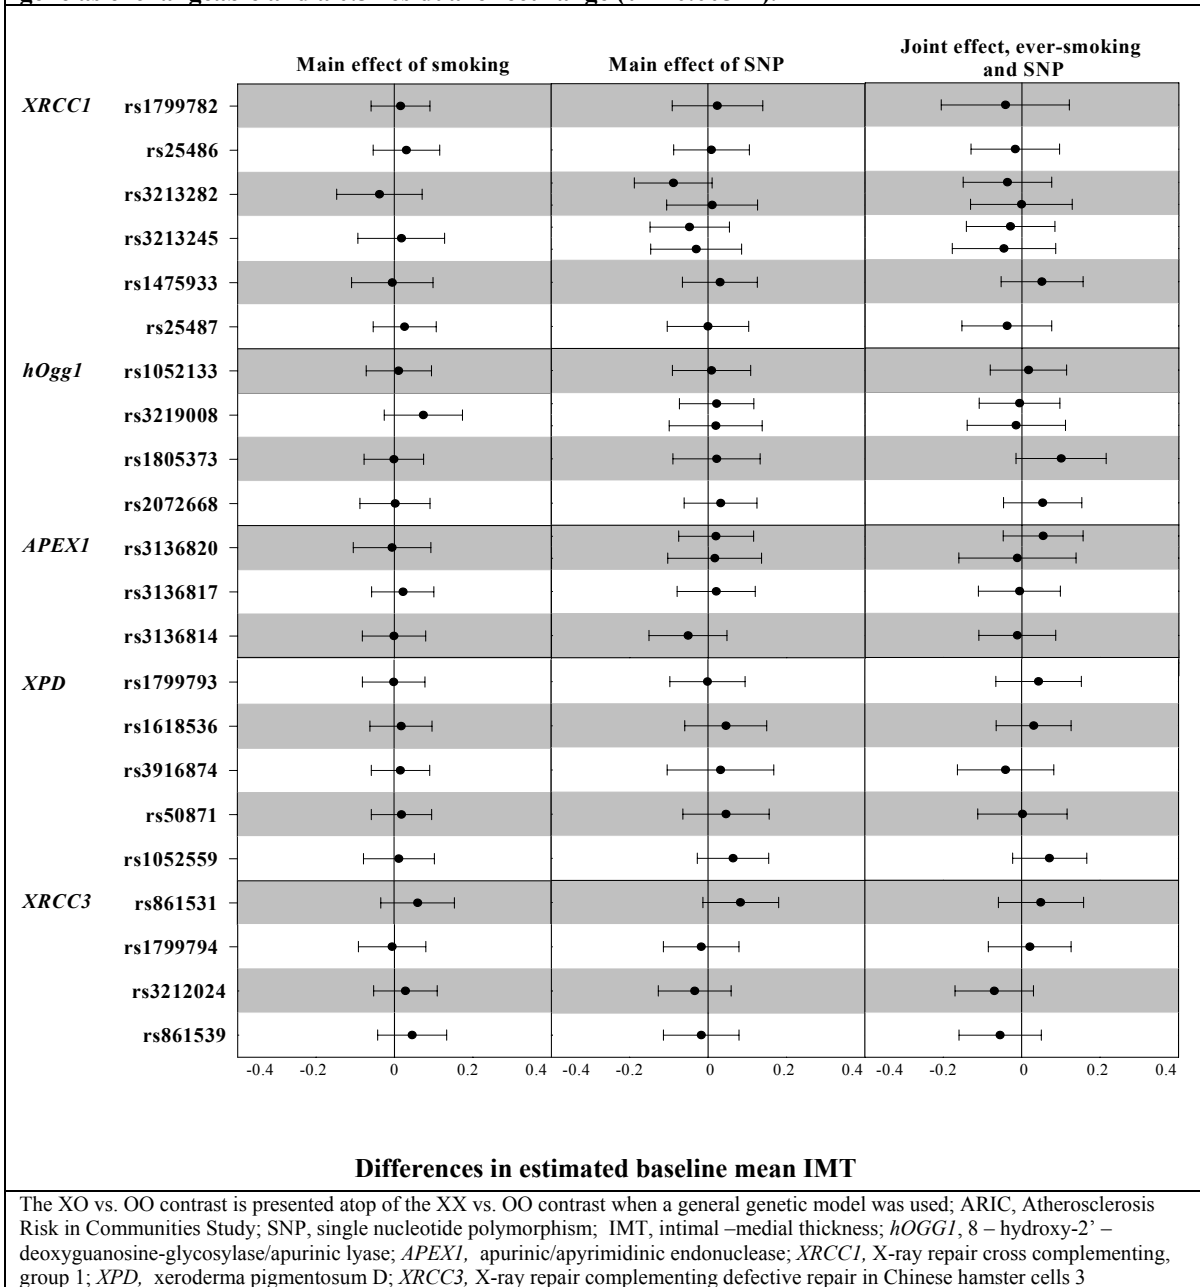 Main effect of smoking
Main effect of SNP
Joint effect, ever-smoking
and SNP
XRCC1 rs1799782
rs25486
rs3213282
rs3213245
rs1475933
rs25487
hOgg1 rs1052133
rs3219008
rs1805373
rs2072668
APEX1 rs3136820
rs3136817
rs3136814
XPD rs1799793
rs1618536
rs3916874
rs50871
rs1052559
XRCC3 rs861531
rs1799794
rs3212024
rs861539
-0.4 -0.2 0 0.2 0.4 -0.4 -0.2 0 0.2 0.4 -0.4 -0.2 0 0.2 0.4
Differences in estimated baseline mean IMT
The XO vs. OO contrast is presented atop of the XX vs. OO contrast when a general genetic model was used; ARIC, Atherosclerosis
Risk in Communities Study; SNP, single nucleotide polymorphism; IMT, intimal –medial thickness; hOGG1, 8 – hydroxy-2’ –
deoxyguanosine-glycosylase/apurinic lyase; APEX1, apurinic/apyrimidinic endonuclease; XRCC1, X-ray repair cross complementing,
group 1; XPD, xeroderma pigmentosum D; XRCC3, X-ray repair complementing defective repair in Chinese hamster cells 3